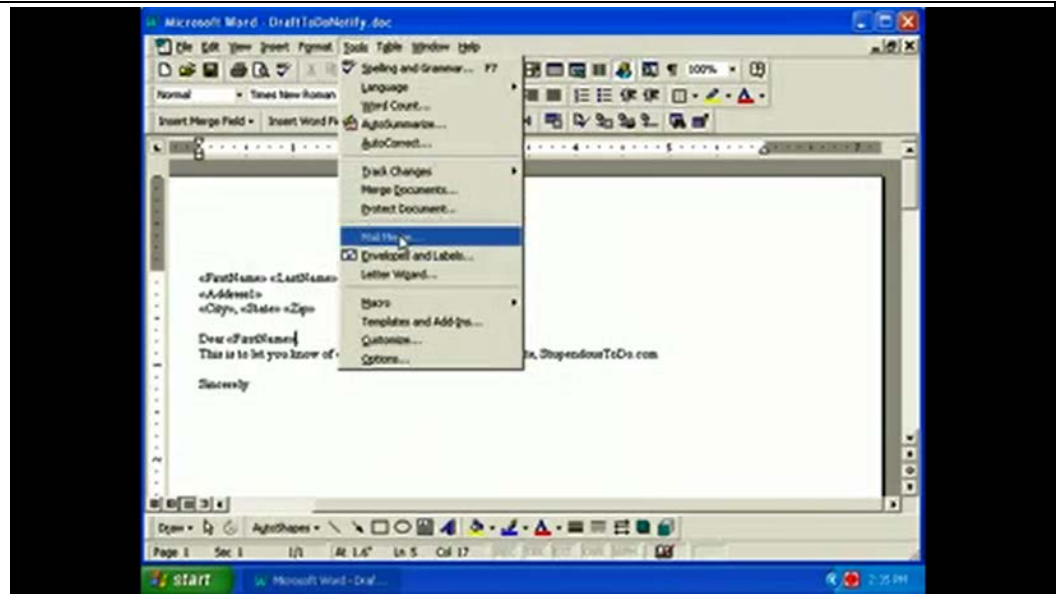 Microsoft Word - DraftToDoNotify.doc
File Edit View Insert Format Tools Table Window Help
Spelling and Grammar... F7
100%
Language
Normal Times New Roman
Word Count...
Insert Merge Field Insert Word
AutoSummarize...
AutoCorrect...
Track Changes
Merge Documents...
Protect Document...
Mail Merge...
Envelopes and Labels...
Letter Wizard...
Macro
Templates and Add-Ins...
Customize...
Options...
«FirstName» «LastName»
«Address1»
«City», «State» «Zip»
Dear «FirstName»
This is to let you know of StupendousToDo.com
Sincerely
Draw AutoShapes
Page 1 Sec 1 1/1 At 1.6" Ln 5 Col 17
start Microsoft Word - Draf... 2:35 PM